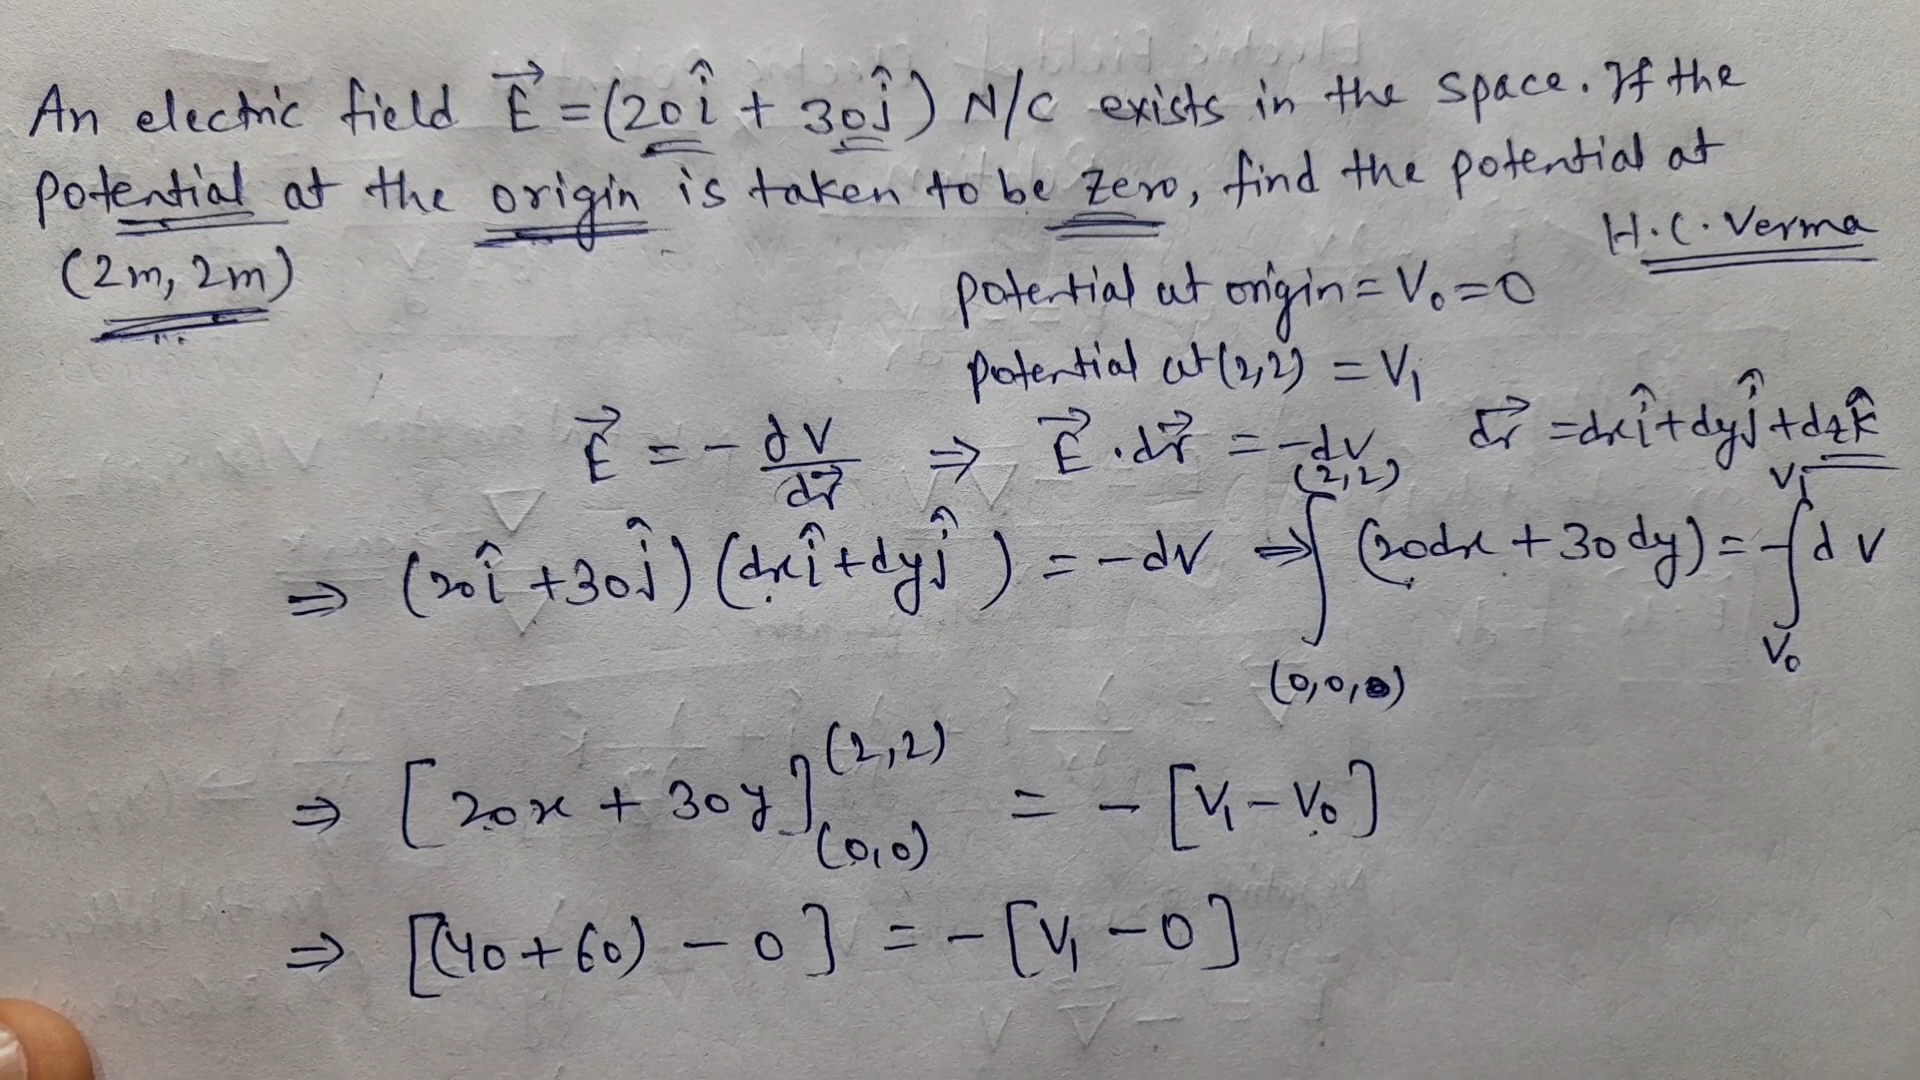 An electric field E⃗ = (20î + 30ĵ) N/C exists in the space. If the
potential at the origin is taken to be zero, find the potential at
(2m, 2m)
H.C. Verma
potential at origin = V₀ = 0
potential at (2,2) = V₁
E⃗ = - dV/dr⃗ ⇒ E⃗ . dr⃗ = -dV dr⃗ = dxî + dyĵ + dzk̂
⇒ (20î + 30ĵ) (dxî + dyĵ) = -dV ⇒ ∫_(0,0,0)^(2,2) (20dx + 30dy) = -∫_V₀^V₁ dV
⇒ [20x + 30y]_(0,0)^(2,2) = - [V₁ - V₀]
⇒ [(40+60) - 0] = - [V₁ - 0]